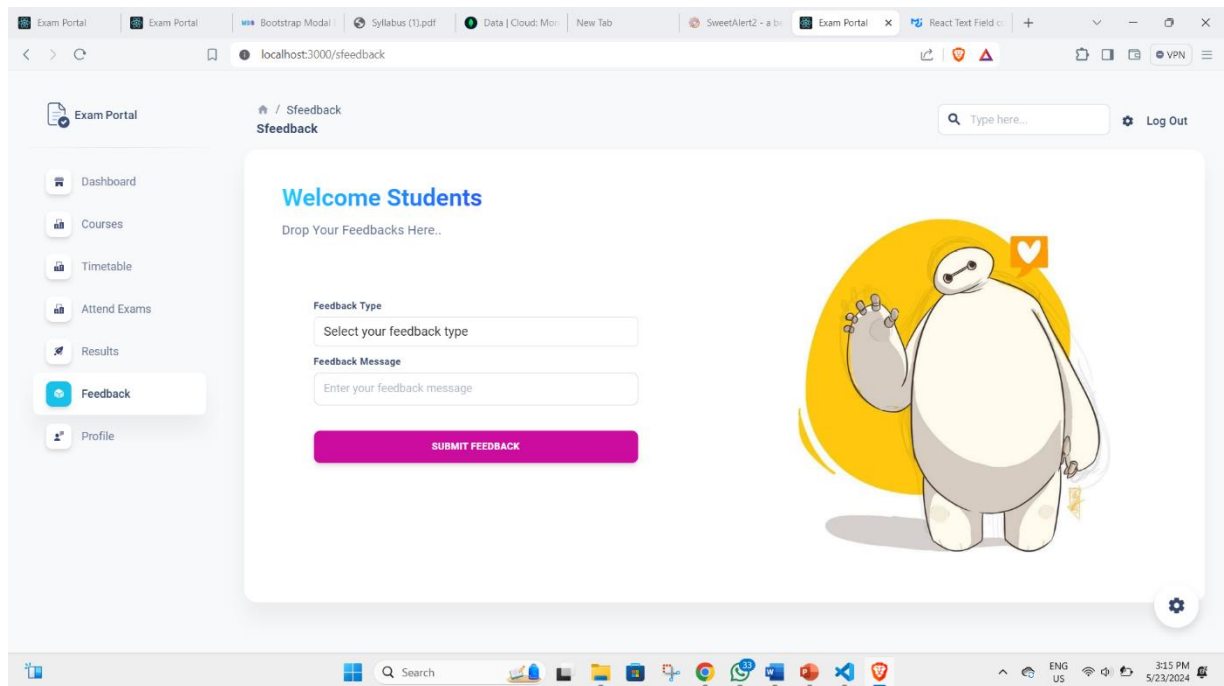 Exam Portal
Exam Portal
Bootstrap Modal
Syllabus (1).pdf
Data | Cloud: Mon
New Tab
SweetAlert2 - a be
Exam Portal
React Text Field co
localhost:3000/sfeedback
VPN
Exam Portal
/ Sfeedback
Sfeedback
Type here...
Log Out
Dashboard
Courses
Timetable
Attend Exams
Results
Feedback
Profile
Welcome Students
Drop Your Feedbacks Here..
Feedback Type
Select your feedback type
Feedback Message
Enter your feedback message
SUBMIT FEEDBACK
Search
33
ENG
US
3:15 PM
5/23/2024